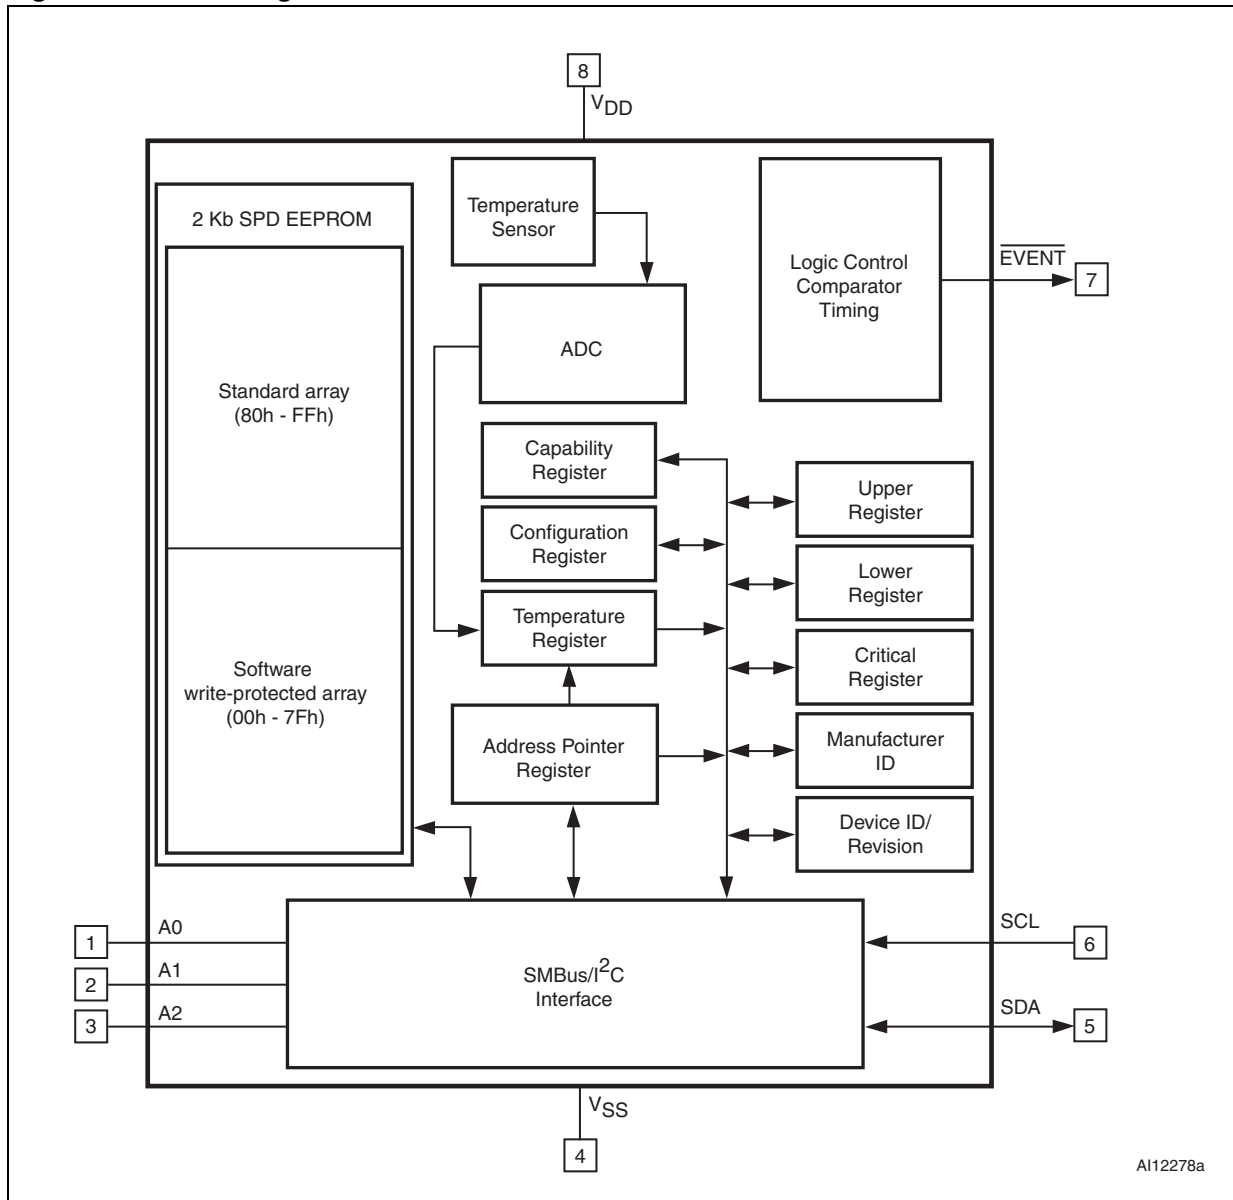 8
VDD
2 Kb SPD EEPROM
Standard array
(80h - FFh)
Software
write-protected array
(00h - 7Fh)
Temperature
Sensor
ADC
Logic Control
Comparator
Timing
EVENT
7
Capability
Register
Configuration
Register
Temperature
Register
Address Pointer
Register
Upper
Register
Lower
Register
Critical
Register
Manufacturer
ID
Device ID/
Revision
1
A0
2
A1
3
A2
SMBus/I2C
Interface
SCL
6
SDA
5
VSS
4
AI12278a